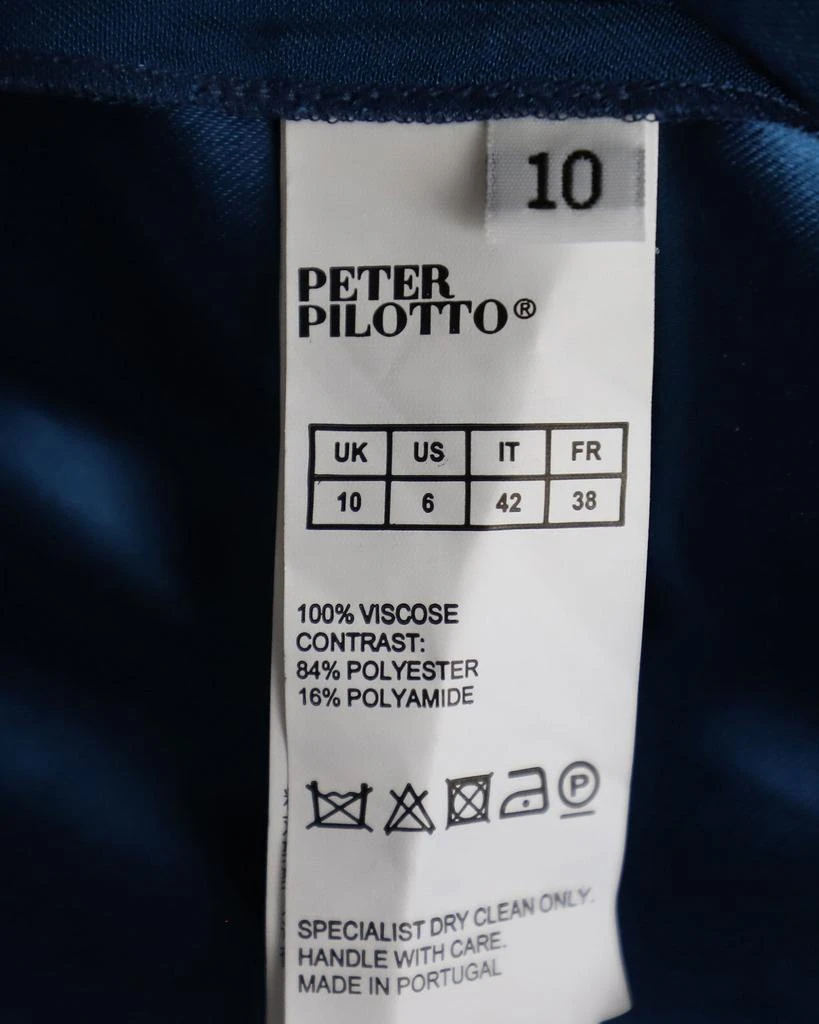 10
PETER
PILOTTO®
UK US IT FR
10 6 42 38
100% VISCOSE
CONTRAST:
84% POLYESTER
16% POLYAMIDE
P
SPECIALIST DRY CLEAN ONLY.
HANDLE WITH CARE.
MADE IN PORTUGAL